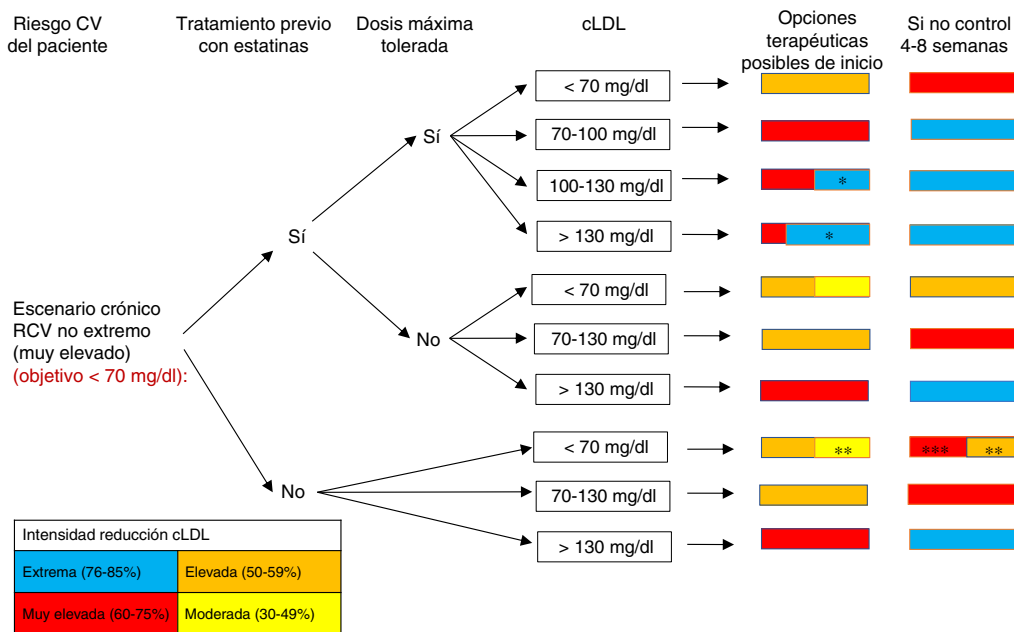 Riesgo CV
del paciente
Tratamiento previo
con estatinas
Dosis máxima
tolerada
cLDL
Opciones
terapéuticas
posibles de inicio
Si no control
4-8 semanas
< 70 mg/dl
Sí
70-100 mg/dl
100-130 mg/dl
*
> 130 mg/dl
*
Sí
Escenario crónico
RCV no extremo
(muy elevado)
(objetivo < 70 mg/dl):
< 70 mg/dl
No
70-130 mg/dl
> 130 mg/dl
< 70 mg/dl
**
***
**
No
70-130 mg/dl
> 130 mg/dl
Intensidad reducción cLDL
Extrema (76-85%)
Elevada (50-59%)
Muy elevada (60-75%)
Moderada (30-49%)